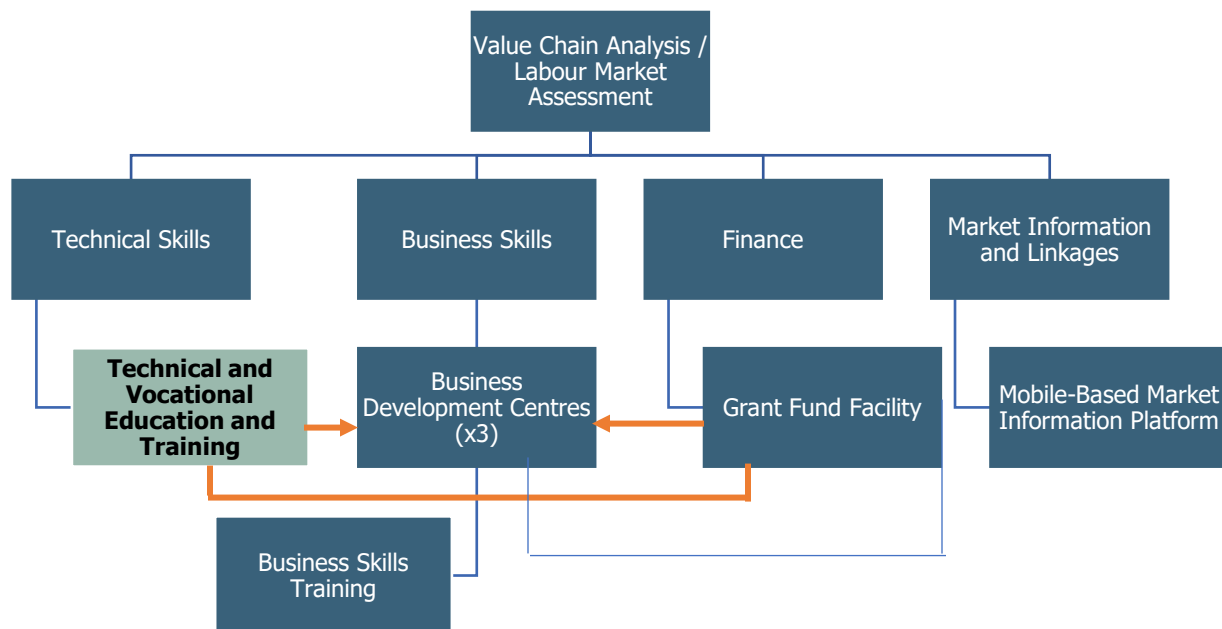 Value Chain Analysis /
Labour Market
Assessment
Technical Skills
Business Skills
Finance
Market Information
and Linkages
Technical and
Vocational
Education and
Training
Business
Development Centres
(x3)
Grant Fund Facility
Mobile-Based Market
Information Platform
Business Skills
Training